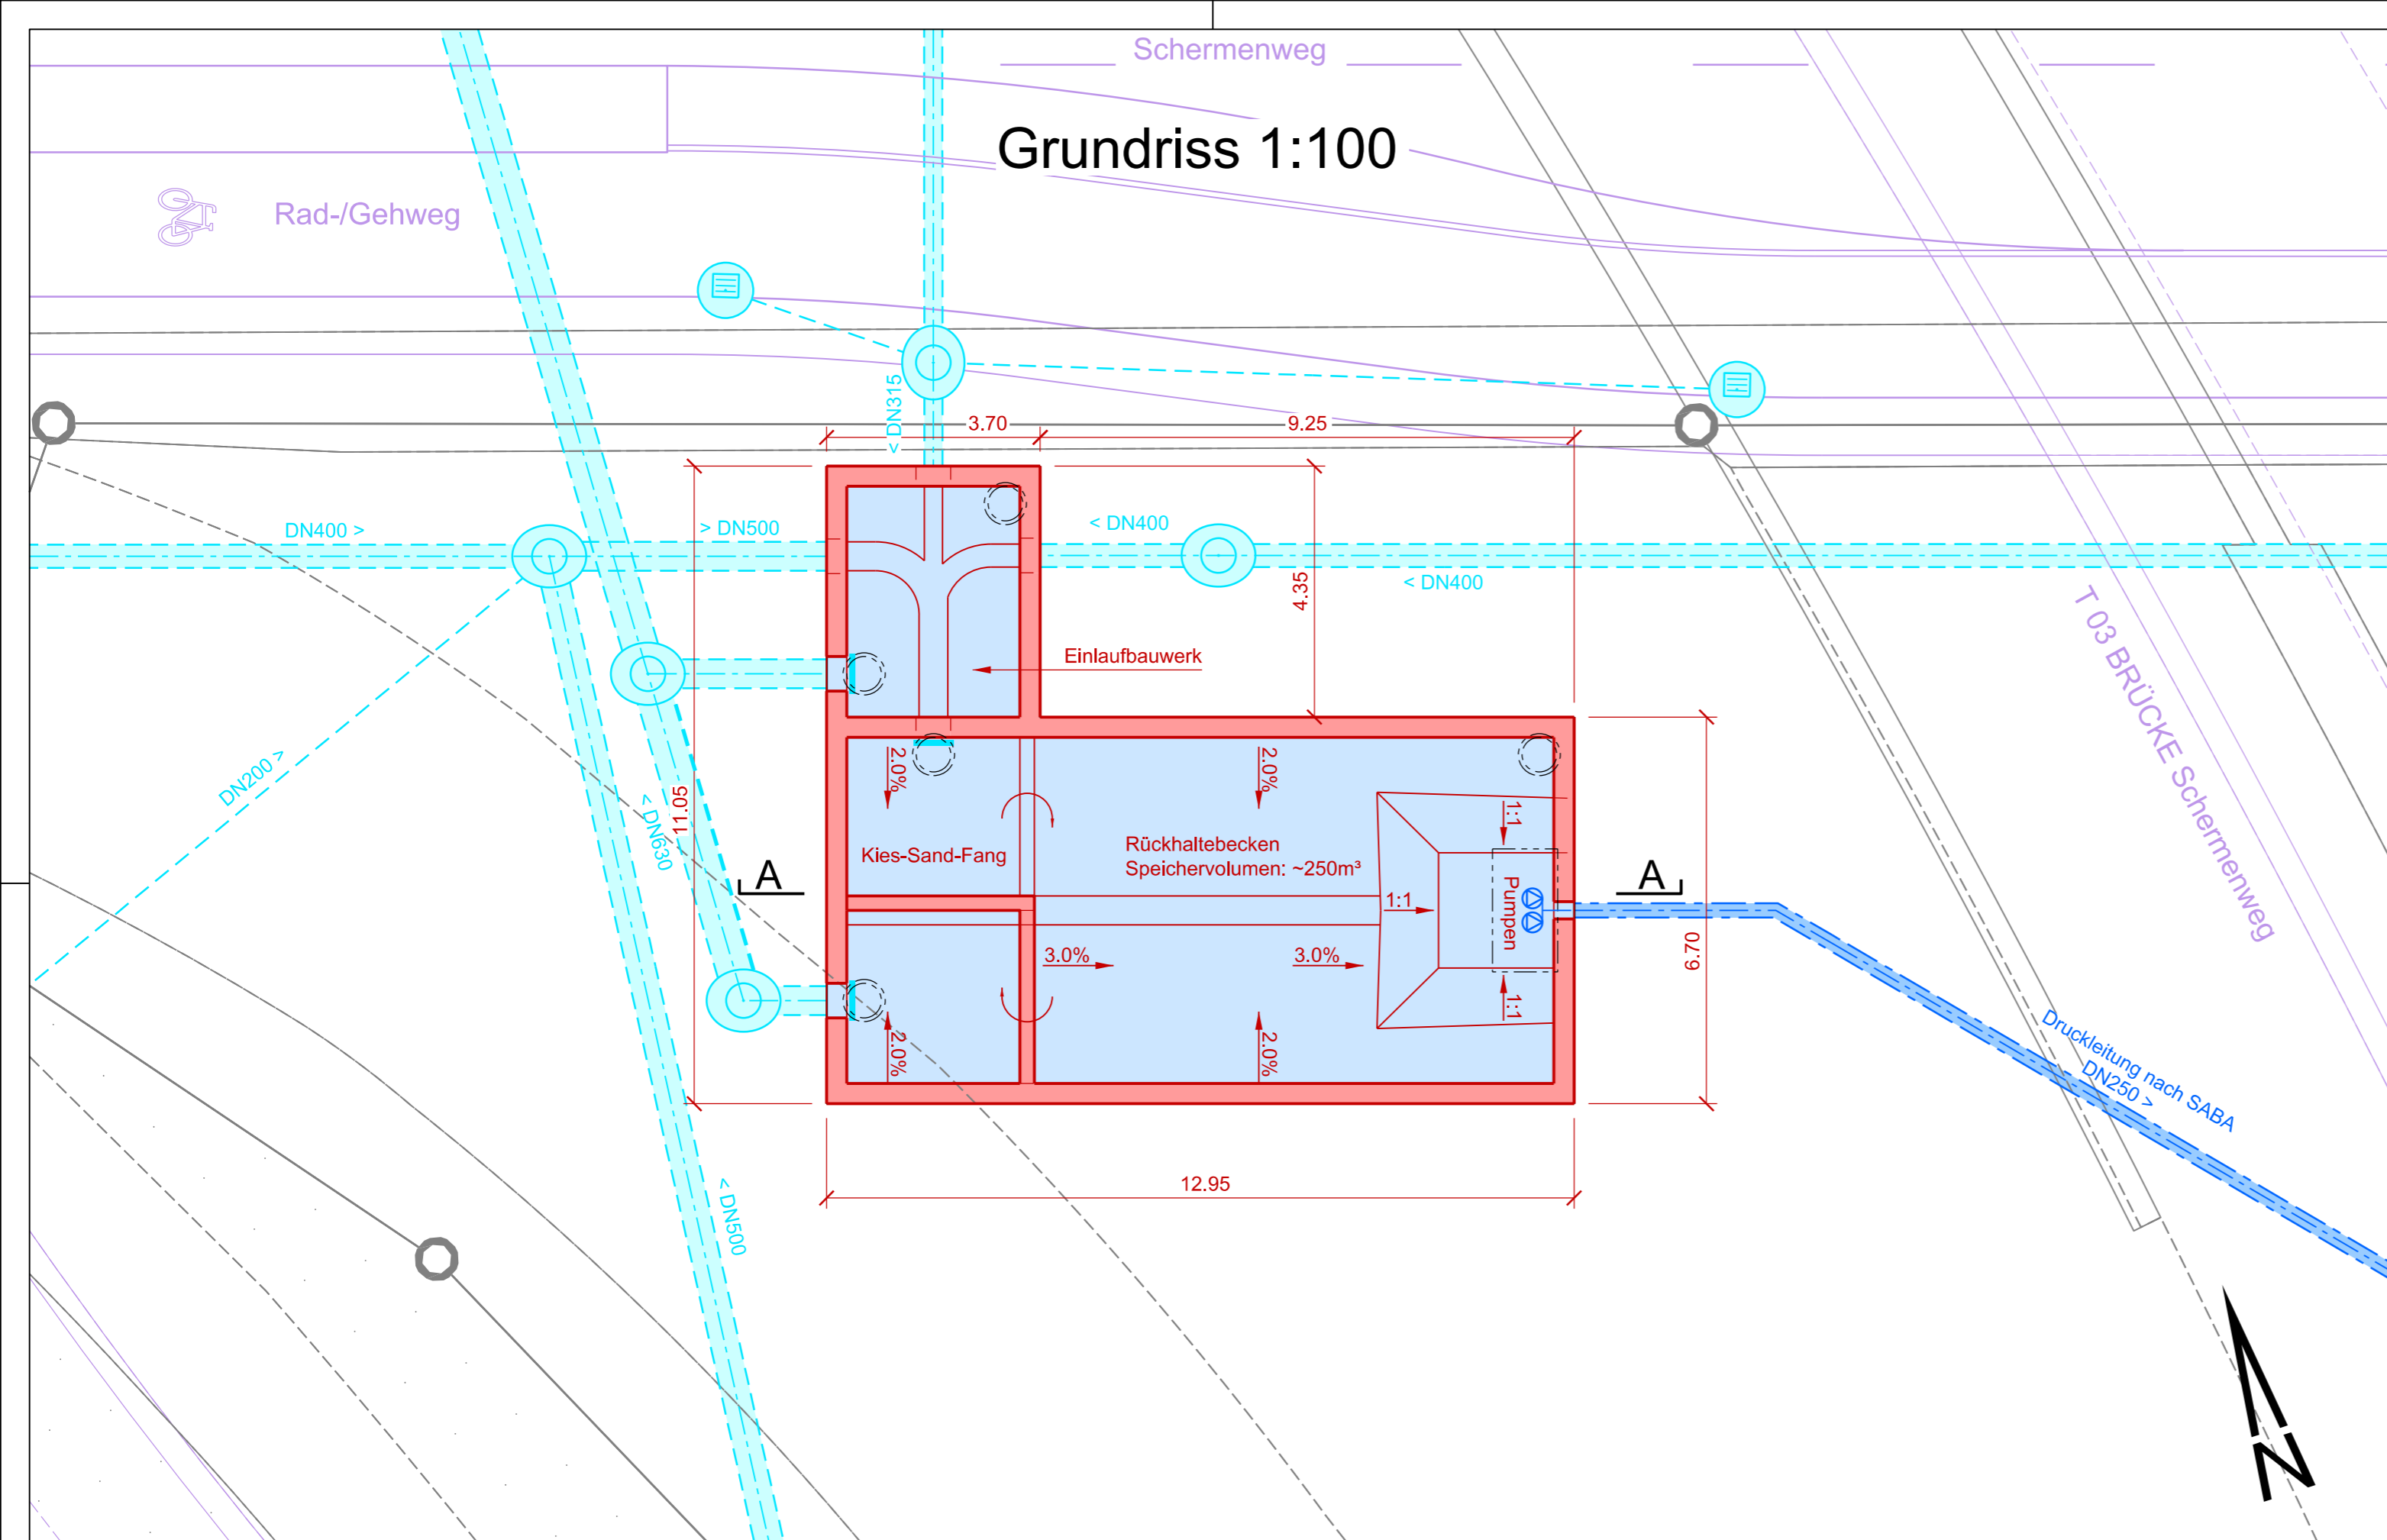 Schermenweg
Grundriss 1:100
Rad-/Gehweg
< DN315
3.70
9.25
DN400 >
> DN500
< DN400
< DN400
4.35
Einlaufbauwerk
T 03 BRÜCKE Schermenweg
DN200 >
< DN630
11.05
2.0%
2.0%
1:1
Kies-Sand-Fang
Rückhaltebecken
Speichervolumen: ~250m³
A
A
1:1
Pumpen
6.70
3.0%
3.0%
1:1
2.0%
2.0%
Druckleitung nach SABA
DN250 >
12.95
< DN500
N